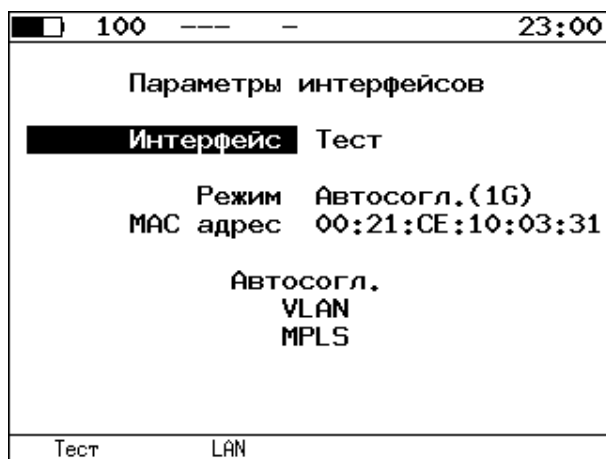 100 --- - 23:00
Параметры интерфейсов
Интерфейс Тест
Режим Автосогл.(1G)
MAC адрес 00:21:CE:10:03:31
Автосогл.
VLAN
MPLS
Тест LAN